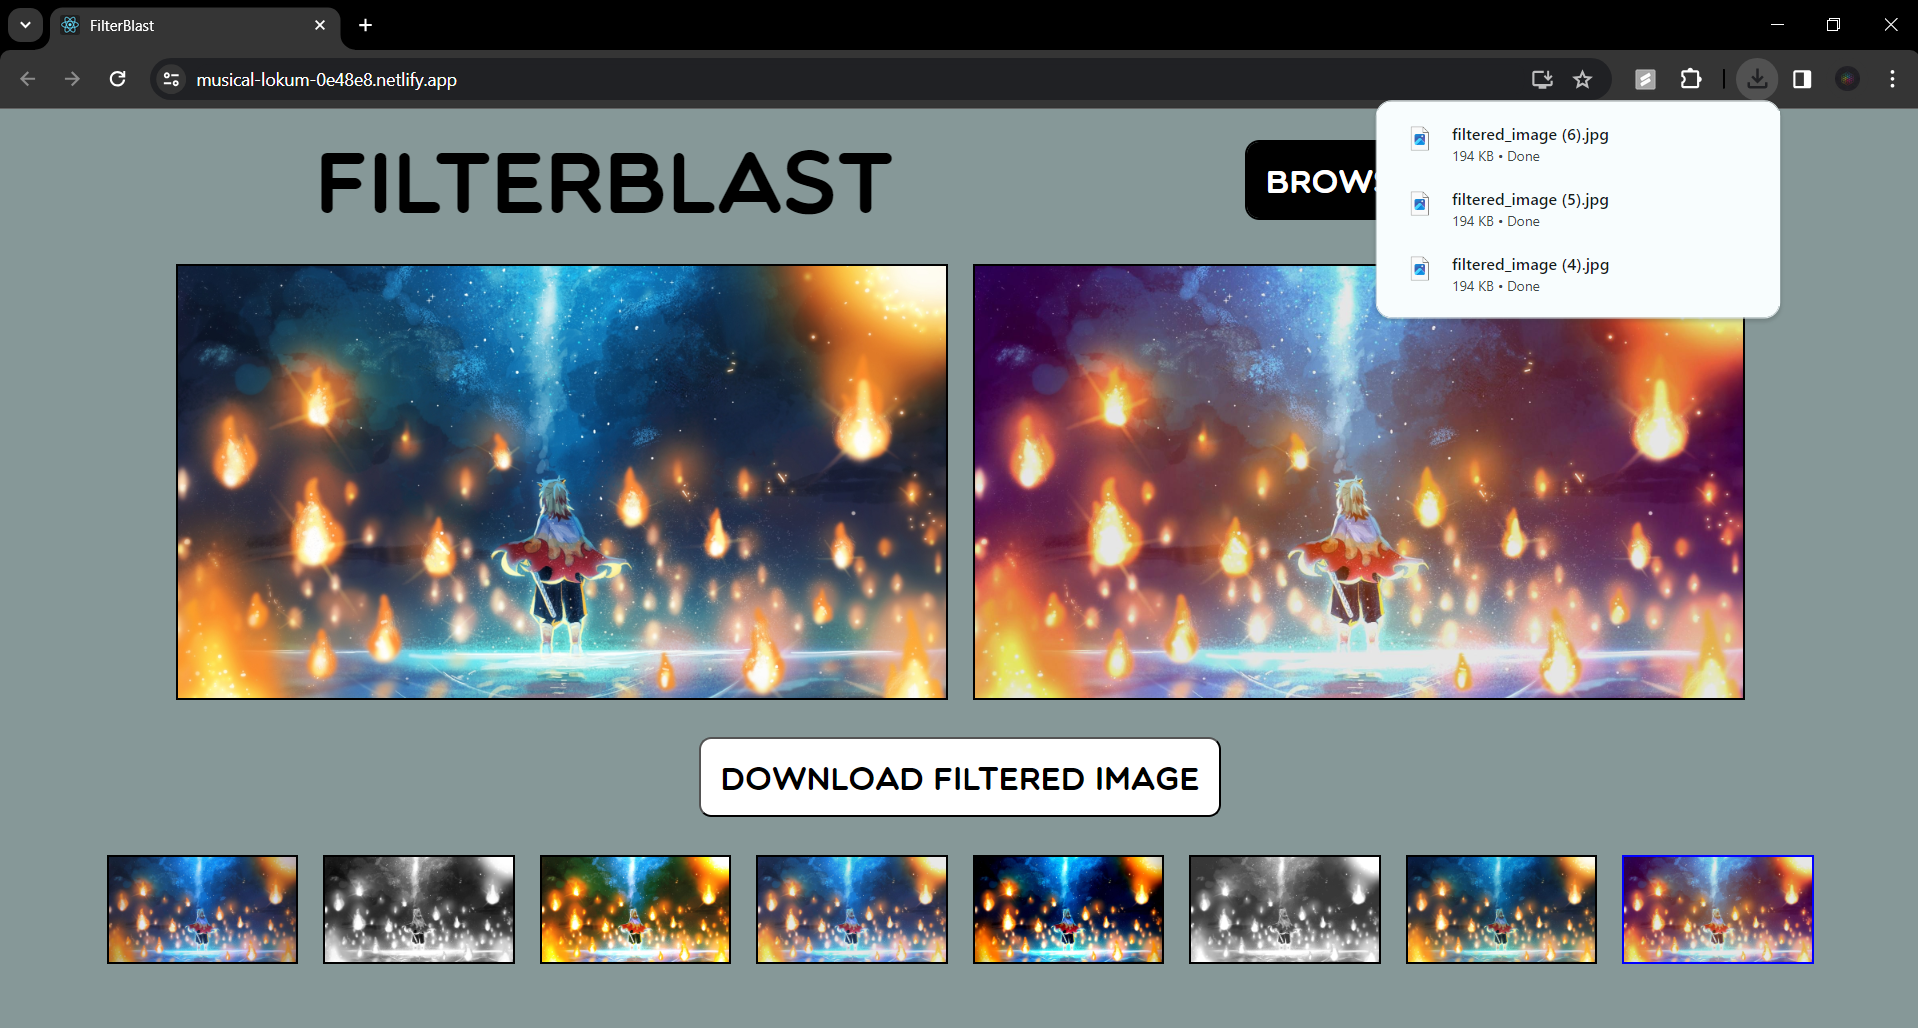 FilterBlast
musical-lokum-0e48e8.netlify.app
filtered_image (6).jpg
194 KB • Done
filtered_image (5).jpg
194 KB • Done
filtered_image (4).jpg
194 KB • Done
FILTERBLAST
BROWS
DOWNLOAD FILTERED IMAGE